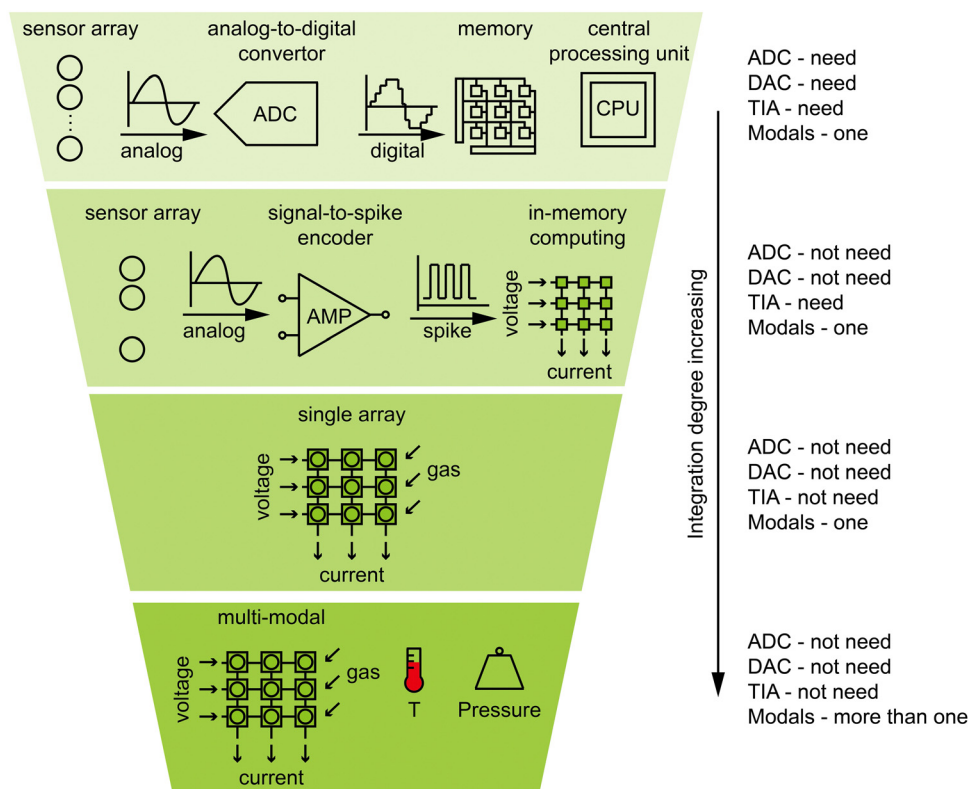 sensor array
analog-to-digital
convertor
memory
central
processing unit
ADC
CPU
analog
digital
ADC - need
DAC - need
TIA - need
Modals - one
sensor array
signal-to-spike
encoder
in-memory
computing
AMP
voltage
analog
spike
current
ADC - not need
DAC - not need
TIA - need
Modals - one
Integration degree increasing
single array
voltage
gas
current
ADC - not need
DAC - not need
TIA - not need
Modals - one
multi-modal
voltage
gas
T
Pressure
current
ADC - not need
DAC - not need
TIA - not need
Modals - more than one